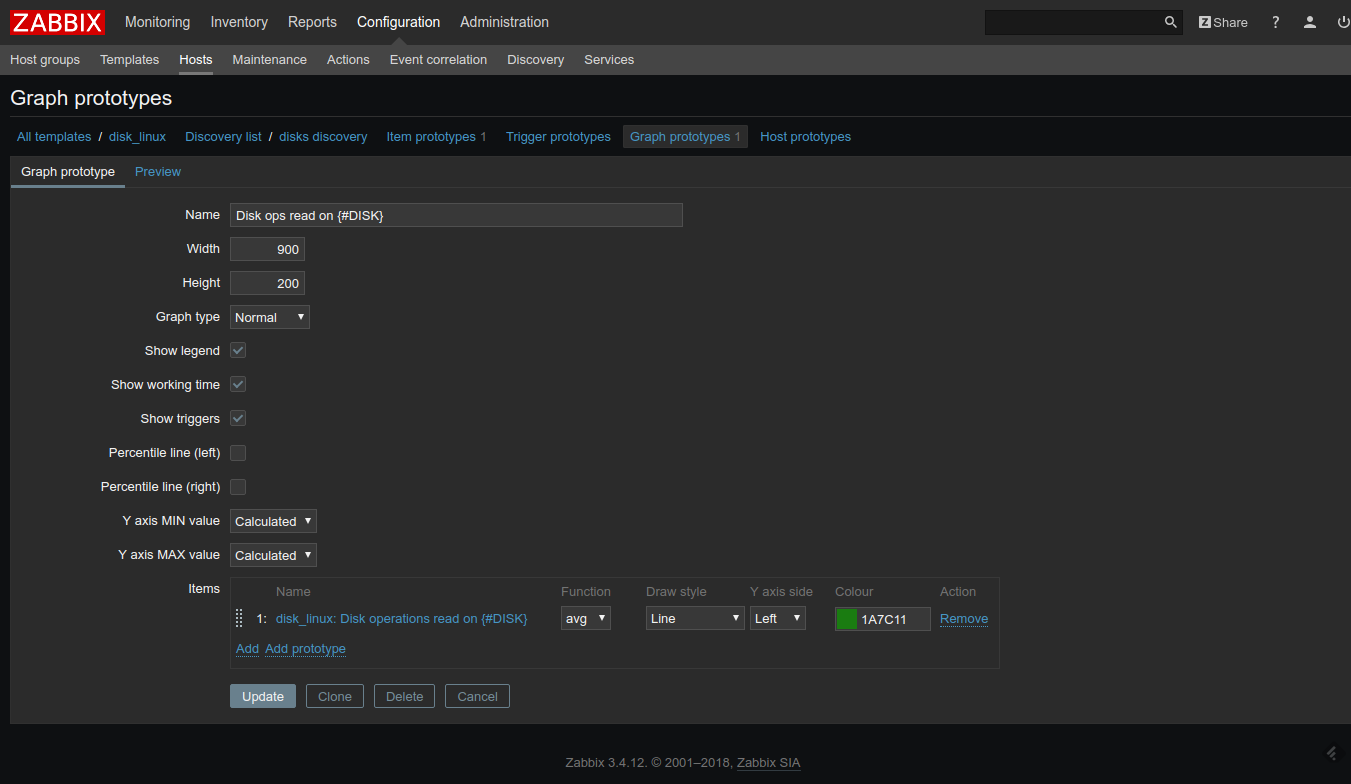 ZABBIX Monitoring Inventory Reports Configuration Administration Z Share ?
Host groups Templates Hosts Maintenance Actions Event correlation Discovery Services
Graph prototypes
All templates / disk_linux Discovery list / disks discovery Item prototypes 1 Trigger prototypes Graph prototypes 1 Host prototypes
Graph prototype Preview
Name Disk ops read on {#DISK}
Width 900
Height 200
Graph type Normal
Show legend
Show working time
Show triggers
Percentile line (left)
Percentile line (right)
Y axis MIN value Calculated
Y axis MAX value Calculated
Items Name Function Draw style Y axis side Colour Action
1: disk_linux: Disk operations read on {#DISK} avg Line Left 1A7C11 Remove
Add Add prototype
Update Clone Delete Cancel
Zabbix 3.4.12. © 2001–2018, Zabbix SIA